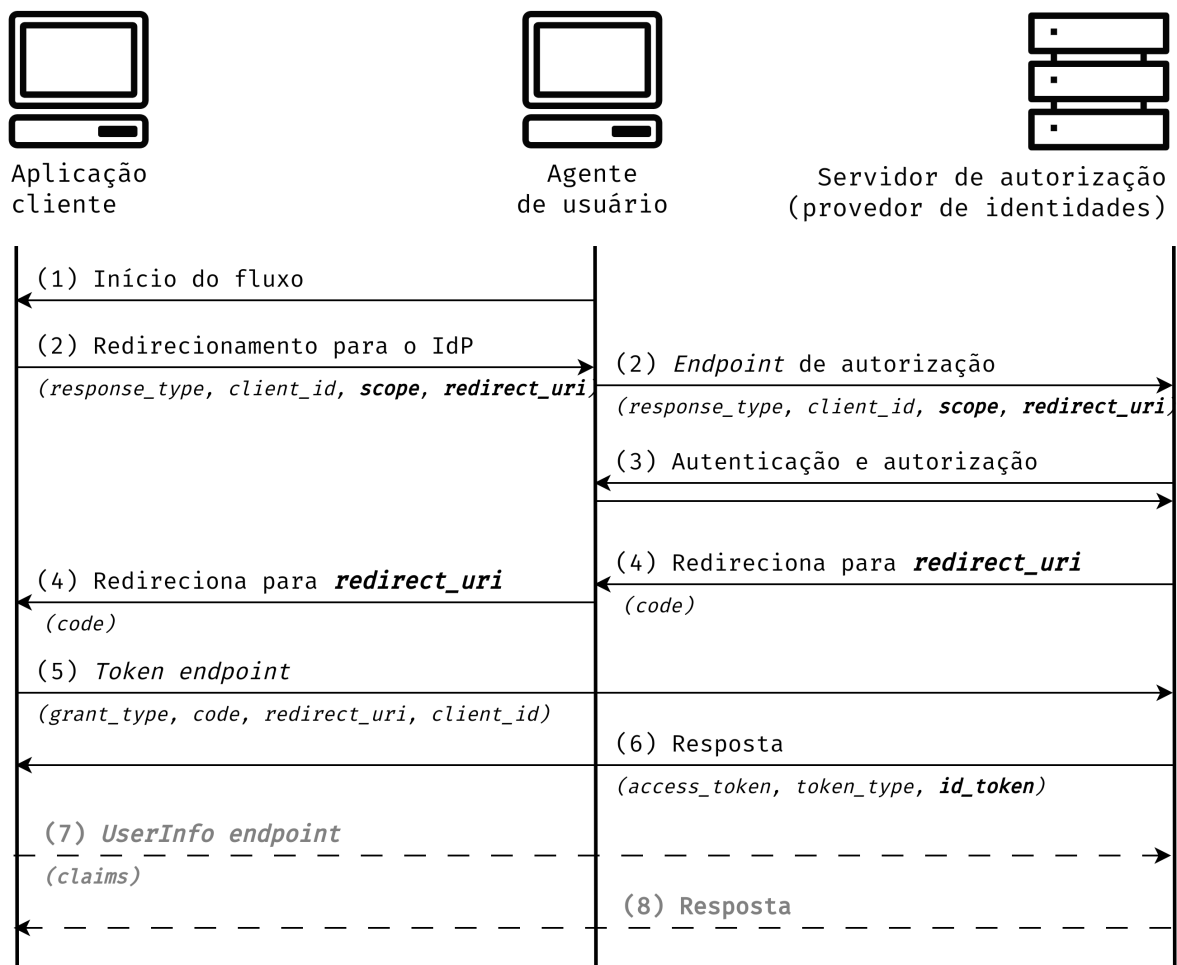 Aplicação
cliente
Agente
de usuário
Servidor de autorização
(provedor de identidades)
(1) Início do fluxo
(2) Redirecionamento para o IdP
(response_type, client_id, scope, redirect_uri)
(2) Endpoint de autorização
(response_type, client_id, scope, redirect_uri)
(3) Autenticação e autorização
(4) Redireciona para redirect_uri
(code)
(4) Redireciona para redirect_uri
(code)
(5) Token endpoint
(grant_type, code, redirect_uri, client_id)
(6) Resposta
(access_token, token_type, id_token)
(7) UserInfo endpoint
(claims)
(8) Resposta